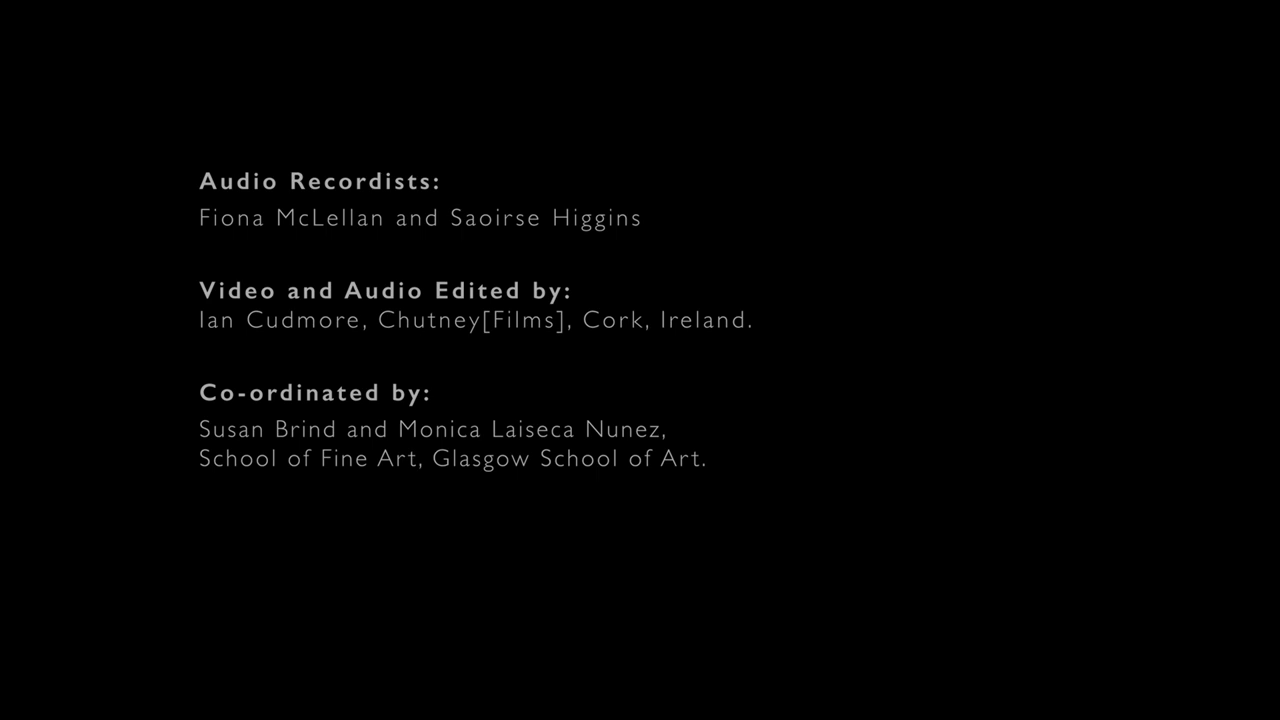 Audio Recordists:
Fiona McLellan and Saoirse Higgins
Video and Audio Edited by:
Ian Cudmore, Chutney[Films], Cork, Ireland.
Co-ordinated by:
Susan Brind and Monica Laiseca Nunez,
School of Fine Art, Glasgow School of Art.